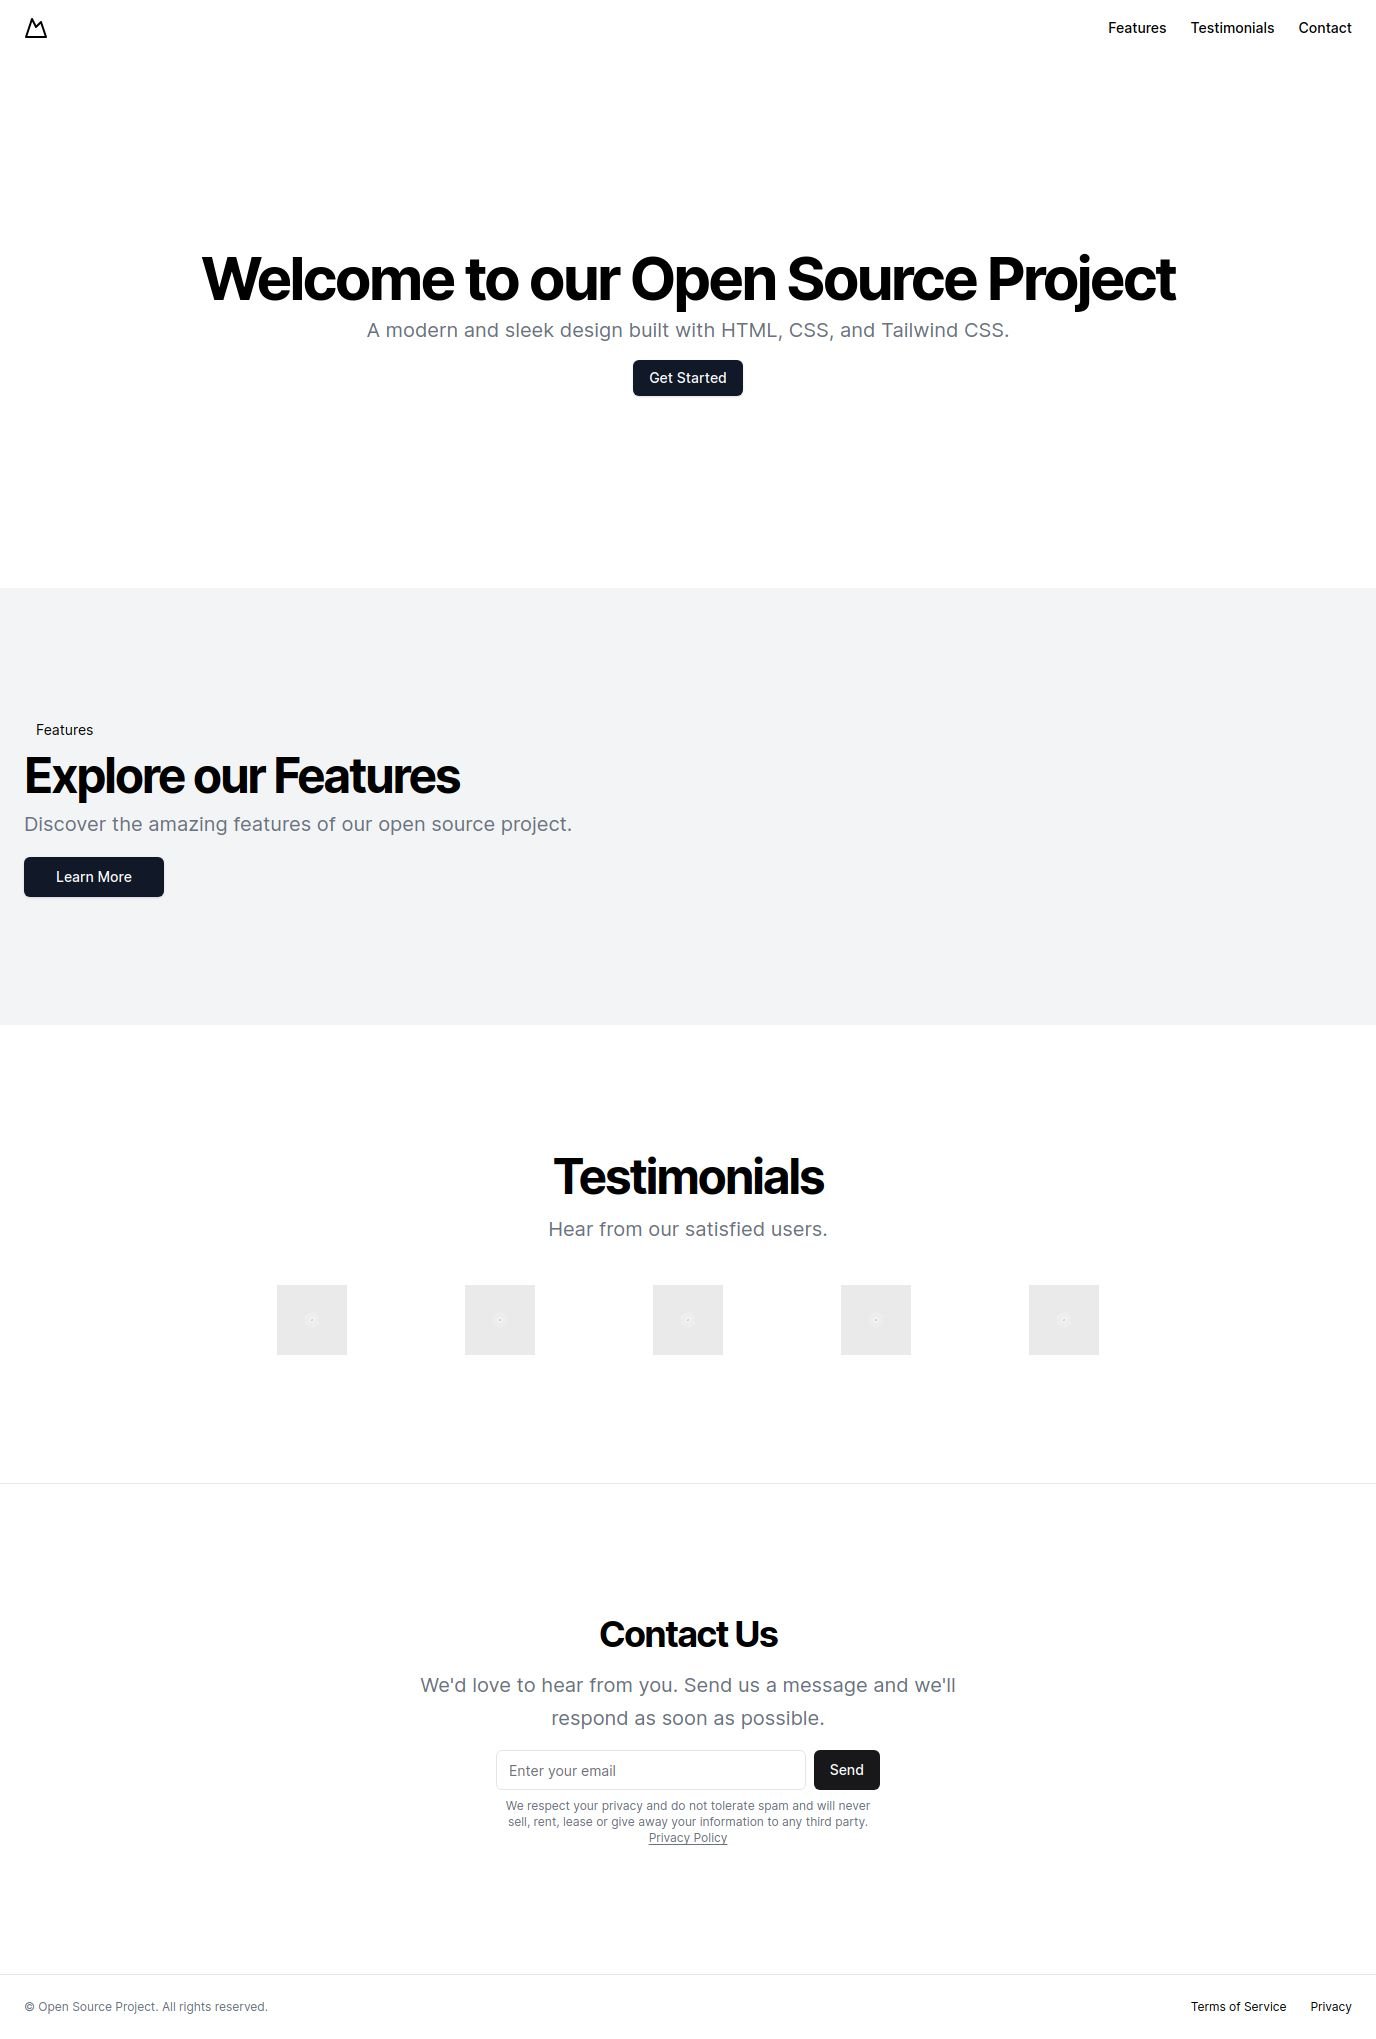 Features Testimonials Contact
Welcome to our Open Source Project
A modern and sleek design built with HTML, CSS, and Tailwind CSS.
Get Started
Features
Explore our Features
Discover the amazing features of our open source project.
Learn More
Testimonials
Hear from our satisfied users.
Contact Us
We'd love to hear from you. Send us a message and we'll
respond as soon as possible.
Enter your email Send
We respect your privacy and do not tolerate spam and will never
sell, rent, lease or give away your information to any third party.
Privacy Policy
© Open Source Project. All rights reserved. Terms of Service Privacy